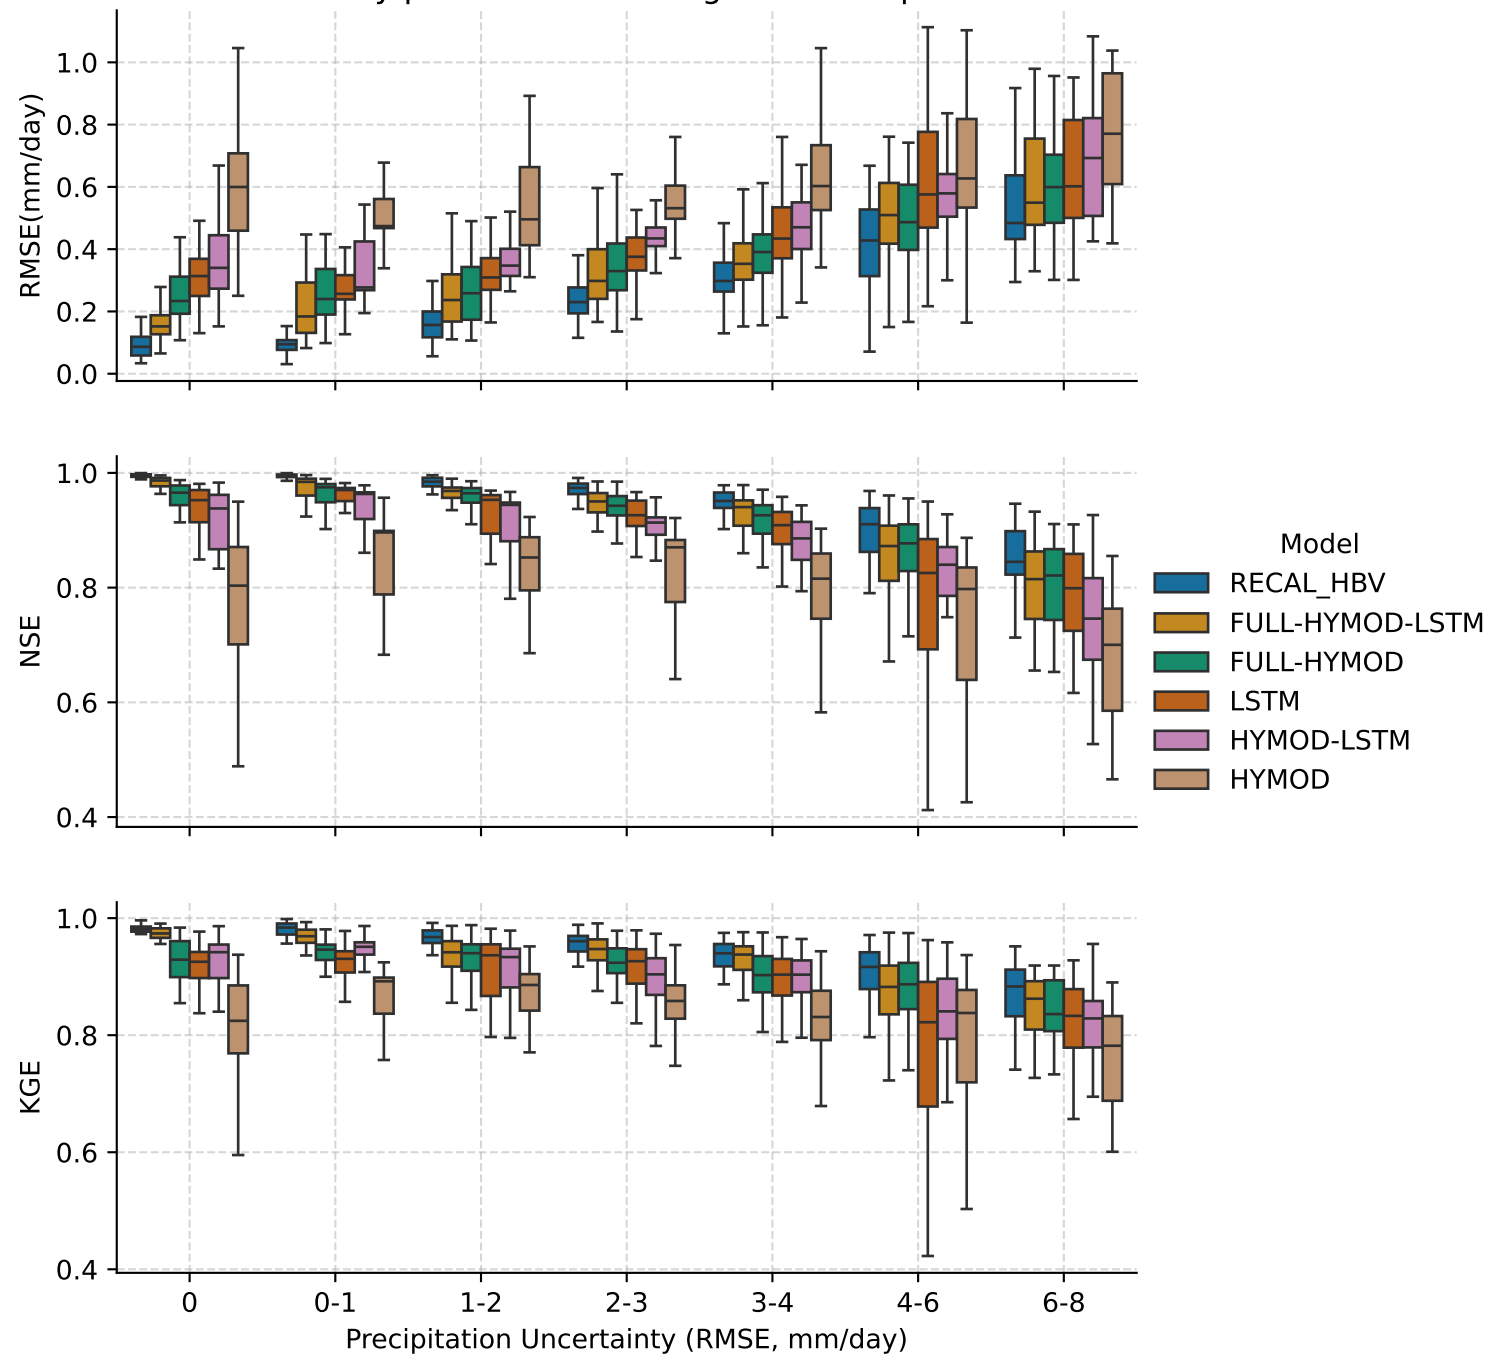 RMSE(mm/day)
1.0
0.8
0.6
0.4
0.2
0.0
NSE
1.0
0.8
0.6
0.4
KGE
1.0
0.8
0.6
0.4
0
0-1
1-2
2-3
3-4
4-6
6-8
Precipitation Uncertainty (RMSE, mm/day)
Model
RECAL_HBV
FULL-HYMOD-LSTM
FULL-HYMOD
LSTM
HYMOD-LSTM
HYMOD